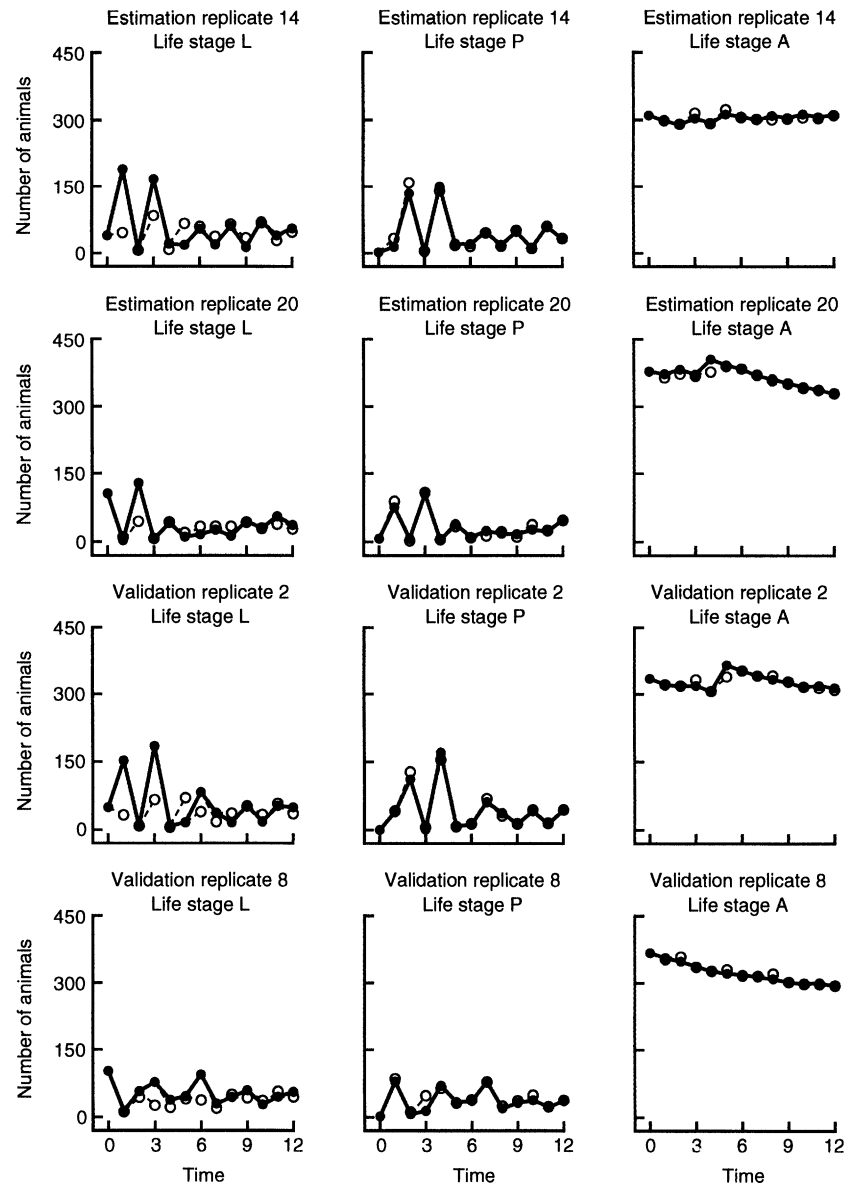 Estimation replicate 14
Life stage L
Estimation replicate 14
Life stage P
Estimation replicate 14
Life stage A
Number of animals
450
300
150
0
Estimation replicate 20
Life stage L
Estimation replicate 20
Life stage P
Estimation replicate 20
Life stage A
Number of animals
450
300
150
0
Validation replicate 2
Life stage L
Validation replicate 2
Life stage P
Validation replicate 2
Life stage A
Number of animals
450
300
150
0
Validation replicate 8
Life stage L
Validation replicate 8
Life stage P
Validation replicate 8
Life stage A
Number of animals
450
300
150
0
0 3 6 9 12
Time
0 3 6 9 12
Time
0 3 6 9 12
Time